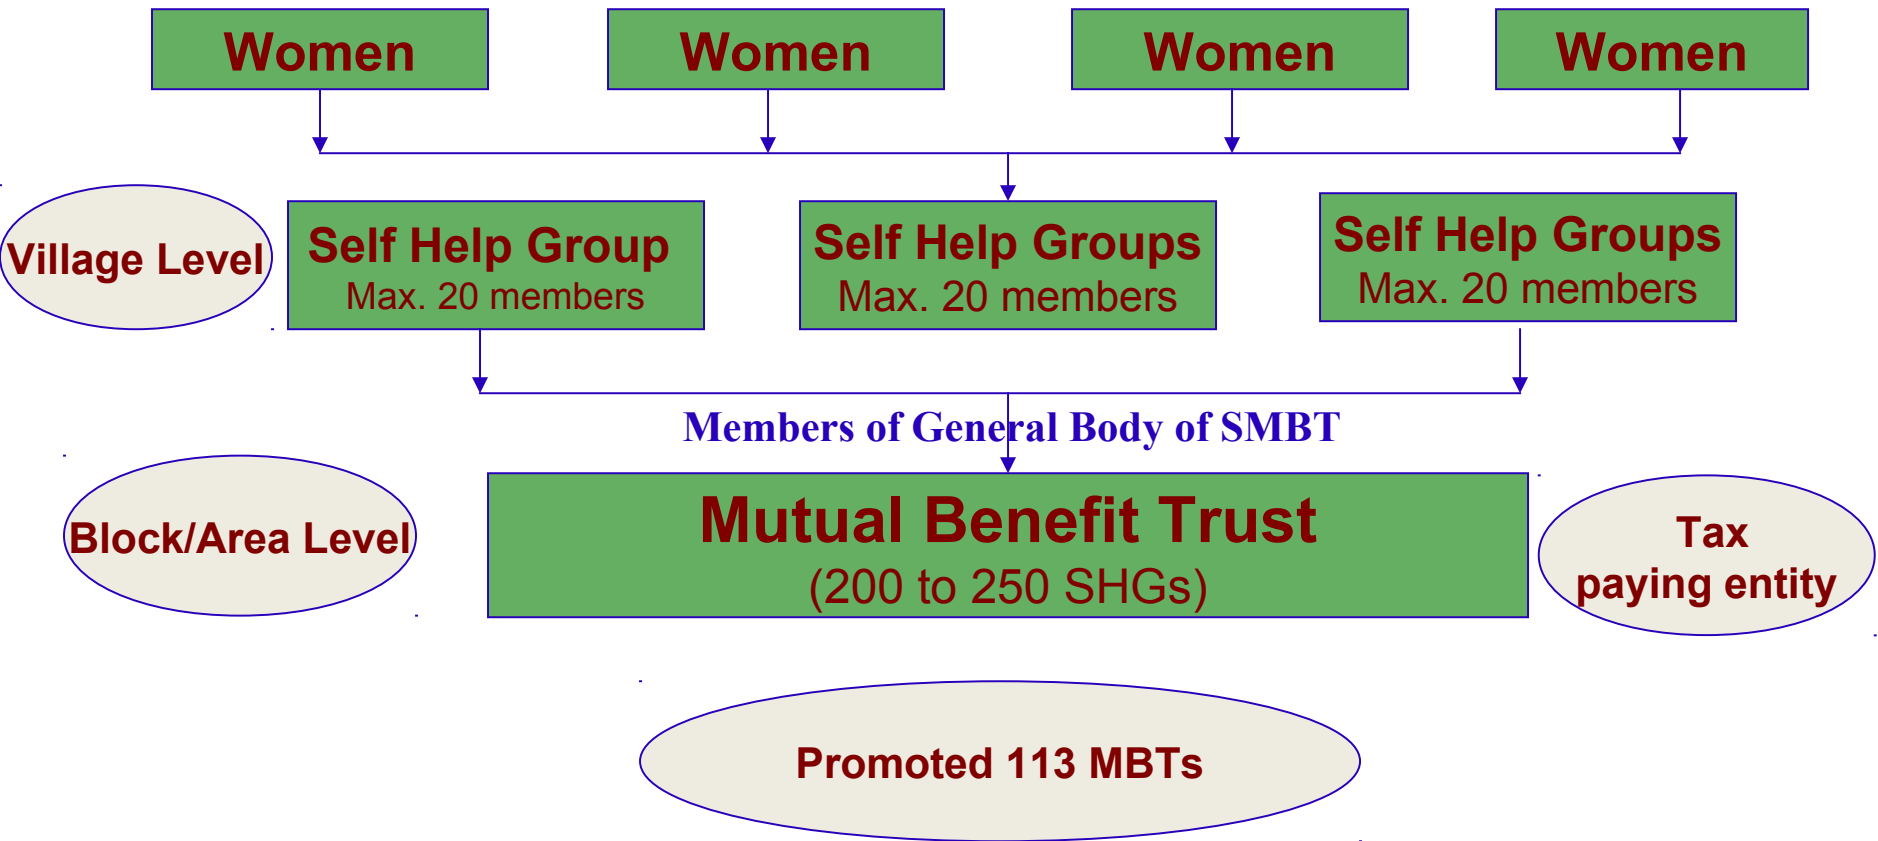 Women
Women
Women
Women
Village Level
Self Help Group
Max. 20 members
Self Help Groups
Max. 20 members
Self Help Groups
Max. 20 members
Members of General Body of SMBT
Block/Area Level
Mutual Benefit Trust
(200 to 250 SHGs)
Tax
paying entity
Promoted 113 MBTs